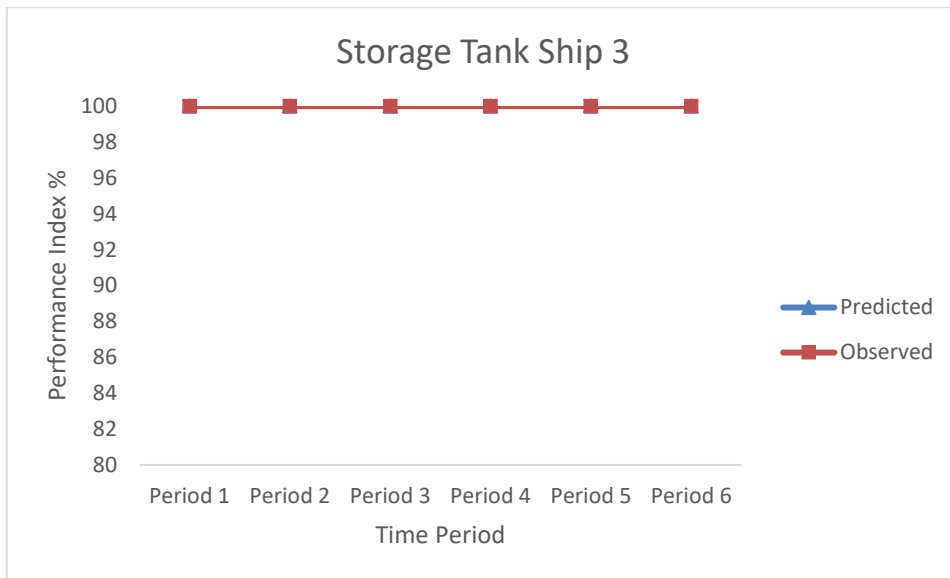 Storage Tank Ship 3
Performance Index %
100
98
96
94
92
90
88
86
84
82
80
Period 1 Period 2 Period 3 Period 4 Period 5 Period 6
Time Period
Predicted
Observed